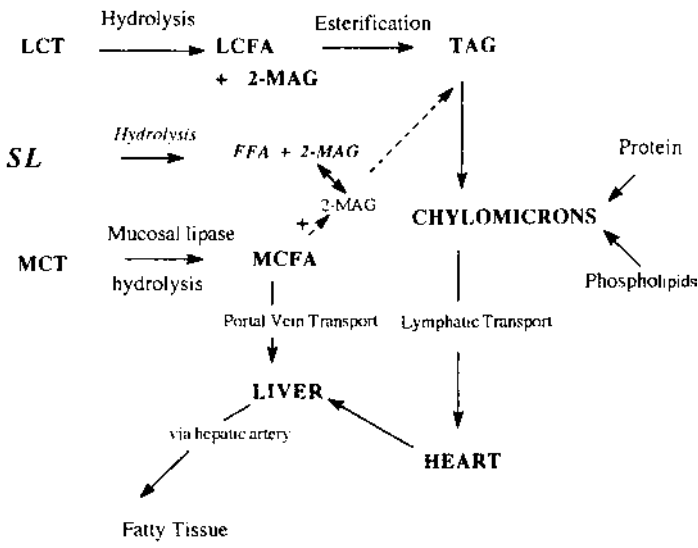 Hydrolysis
Esterification
LCT
LCFA
TAG
+ 2-MAG
Hydrolysis
SL
FFA + 2-MAG
Protein
2-MAG
+
CHYLOMICRONS
Mucosal lipase
MCT
MCFA
hydrolysis
Phospholipids
Portal Vein Transport
Lymphatic Transport
LIVER
via hepatic artery
HEART
Fatty Tissue